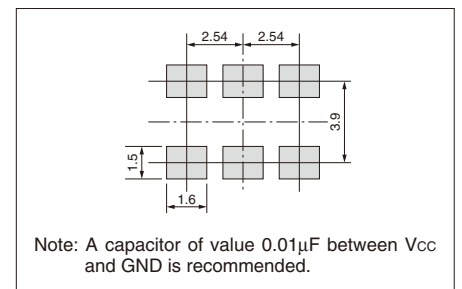 2.54 2.54
3.9
1.5
1.6
Note: A capacitor of value 0.01μF between Vcc
and GND is recommended.